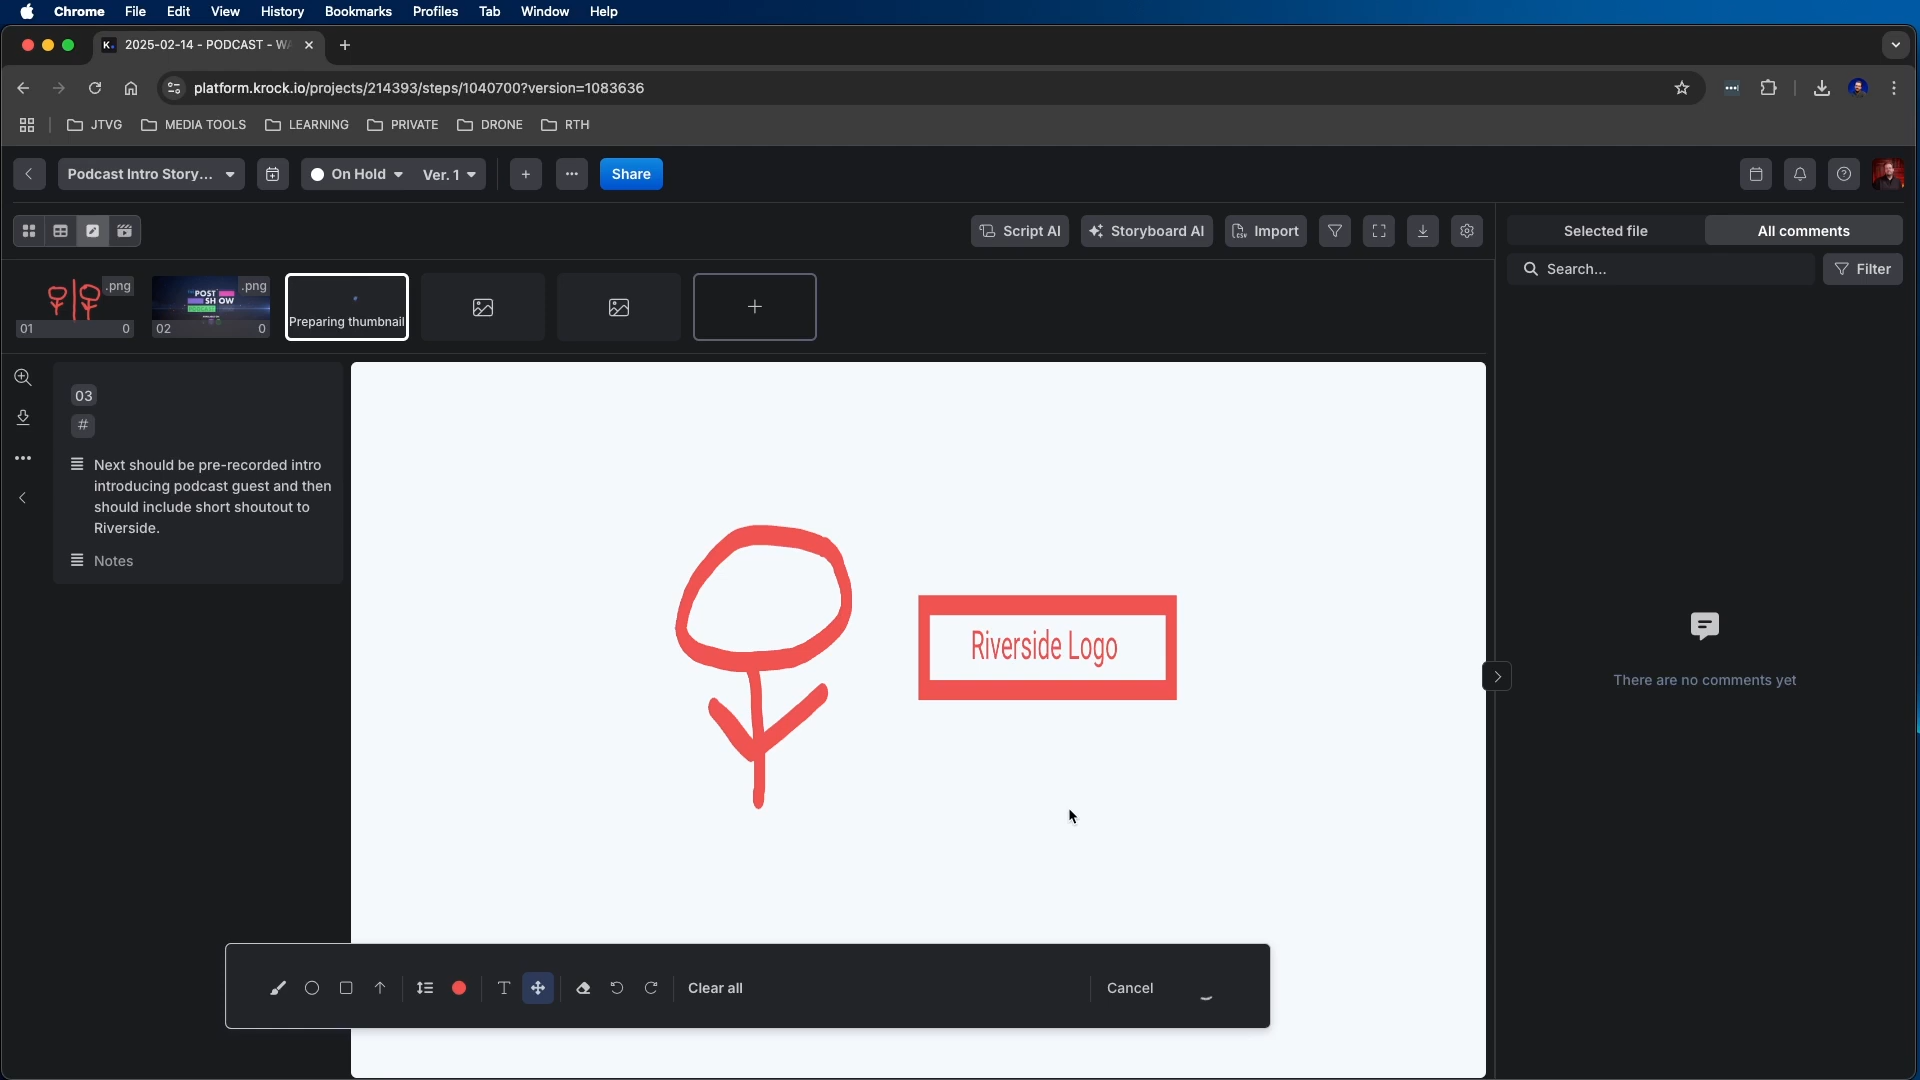 Chrome File Edit View History Bookmarks Profiles Tab Window Help
K. 2025-02-14 - PODCAST - W
platform.krock.io/projects/214393/steps/1040700?version=1083636
JTVG MEDIA TOOLS LEARNING PRIVATE DRONE RTH
Podcast Intro Story... On Hold Ver. 1 + Share
Script AI Storyboard AI Import Selected file All comments
Search... Filter
.png
01 0
POST
SH OW
PODCAST
.png
02 0
Preparing thumbnail
+
03
#
Next should be pre-recorded intro
introducing podcast guest and then
should include short shoutout to
Riverside.
Notes
Riverside Logo
There are no comments yet
T Clear all Cancel